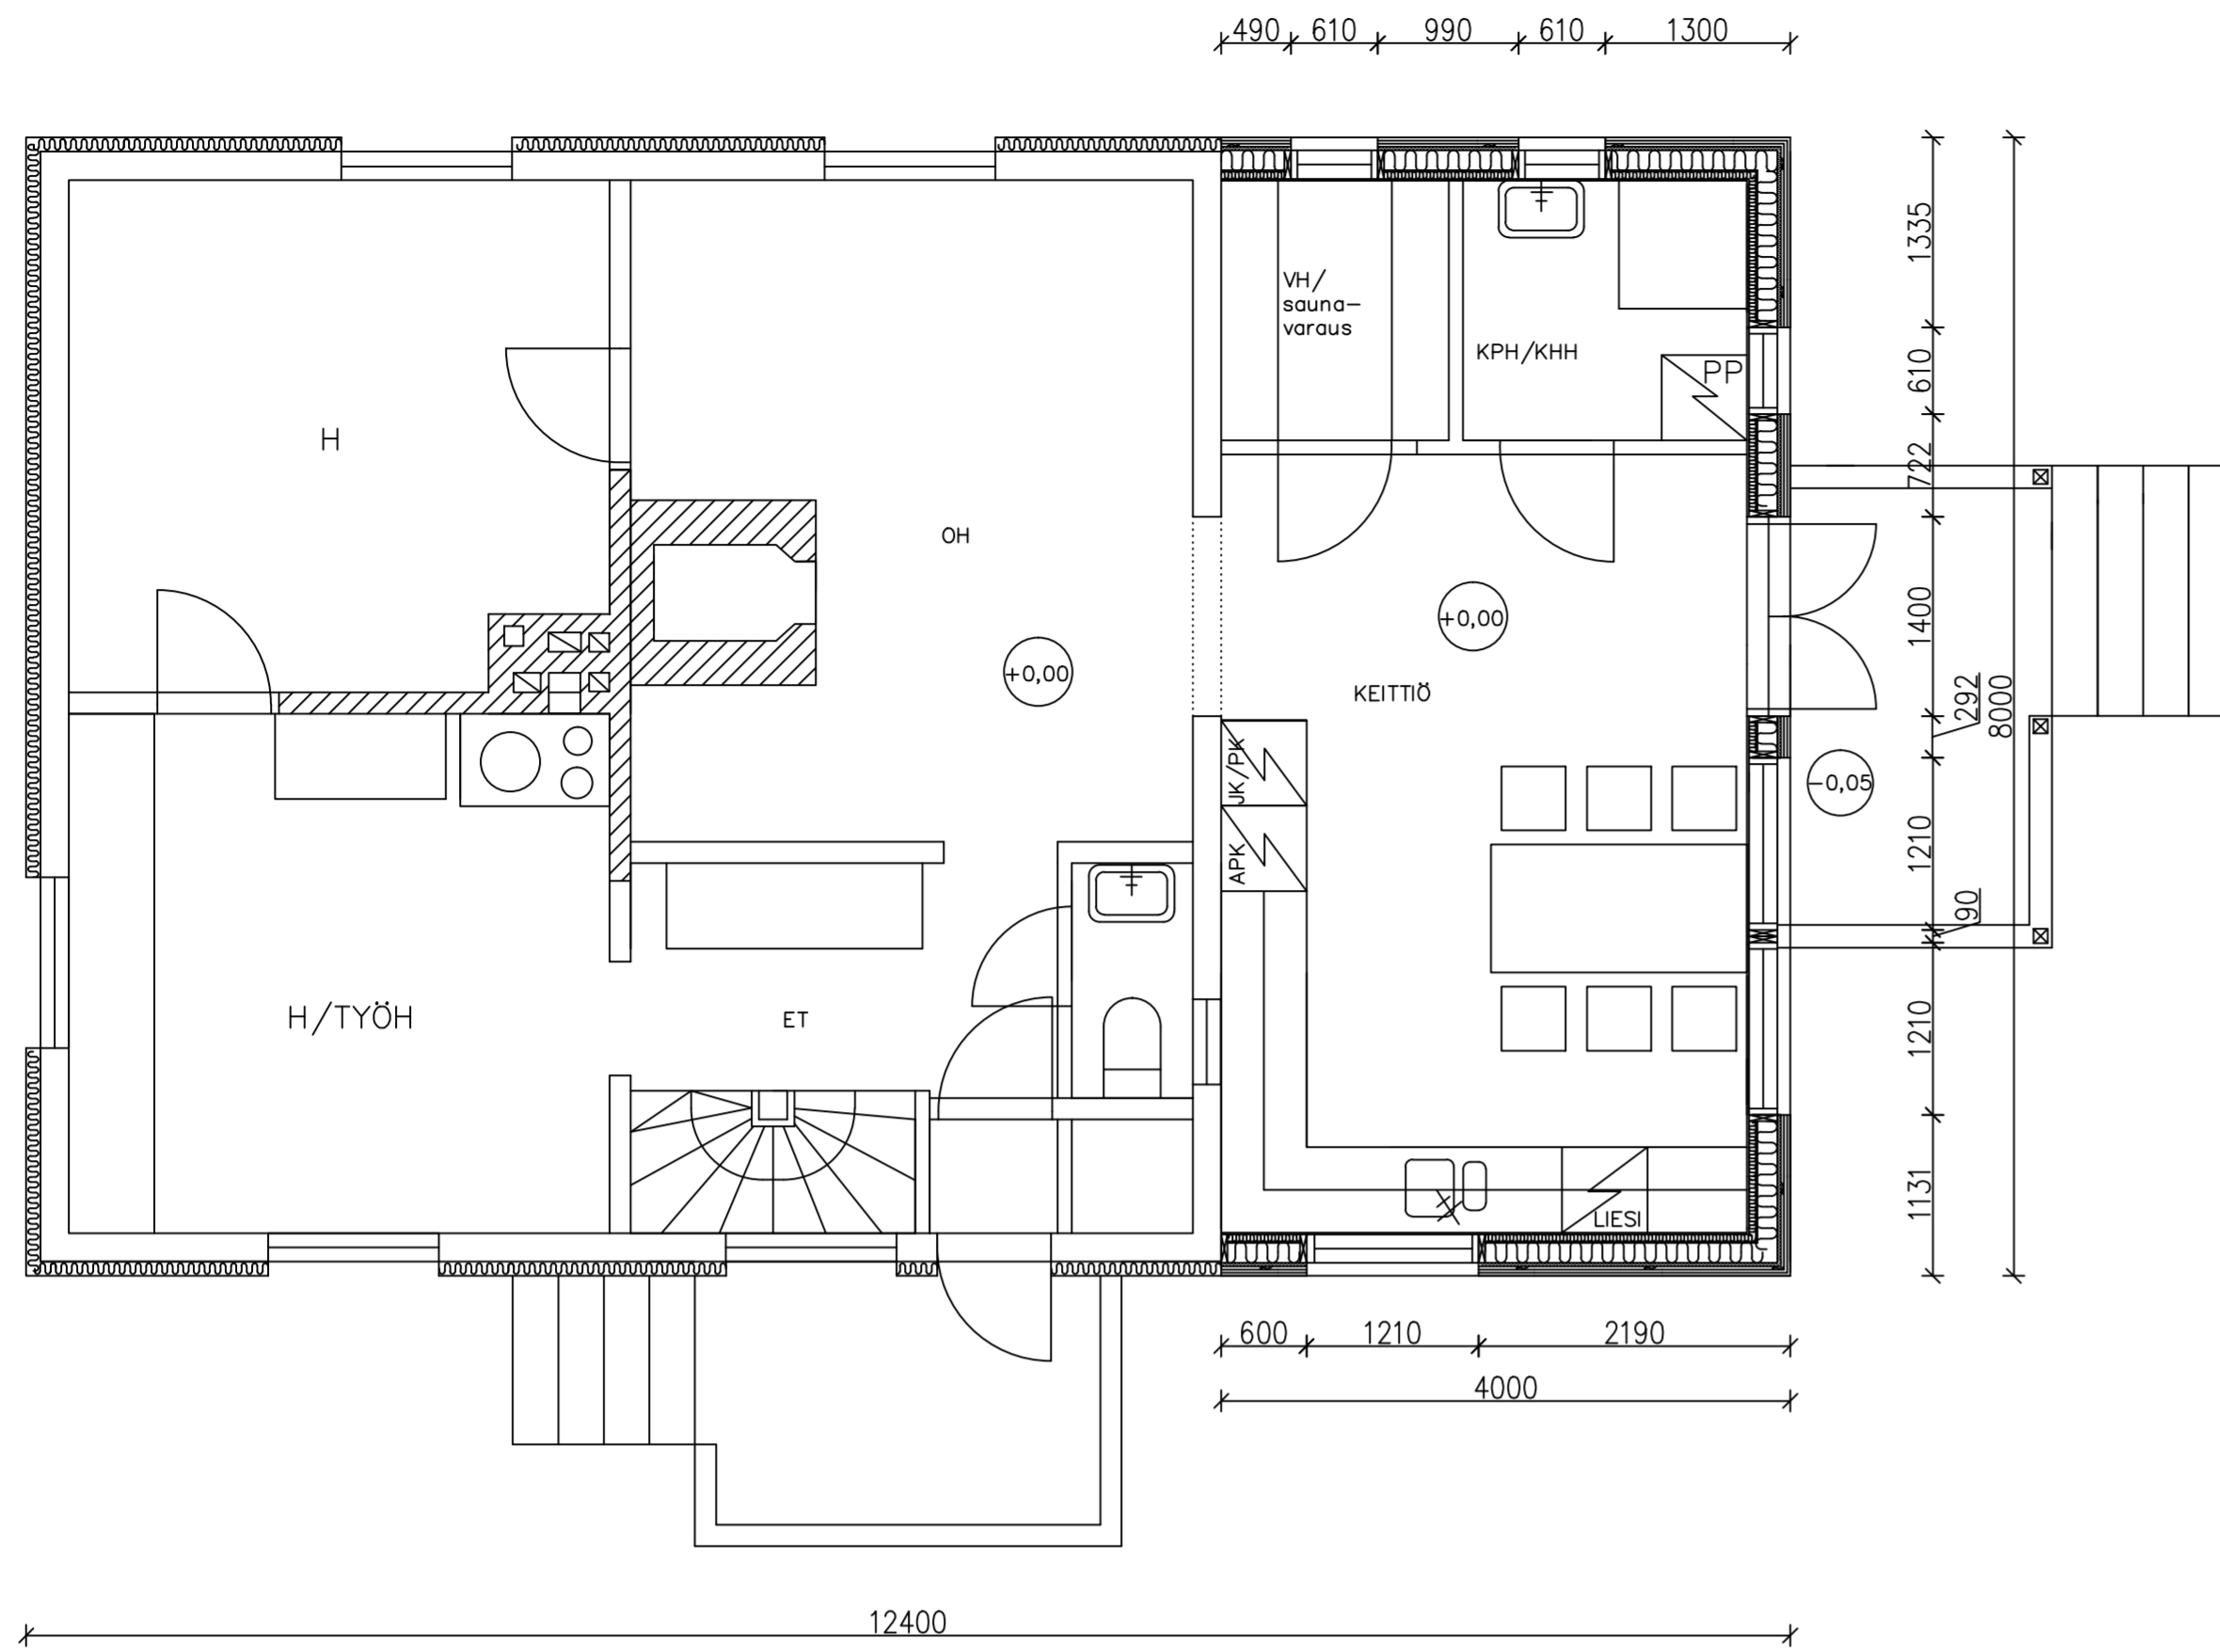 490 610 990 610 1300
VH/
sauna–
varaus
KPH/KHH
PP
H
OH
+0,00
+0,00
KEITTIÖ
JK/PK
APK
–0,05
H/TYÖH
ET
LIESI
1335
610
722
1400
292
8000
1210
90
1210
1131
600 1210 2190
4000
12400